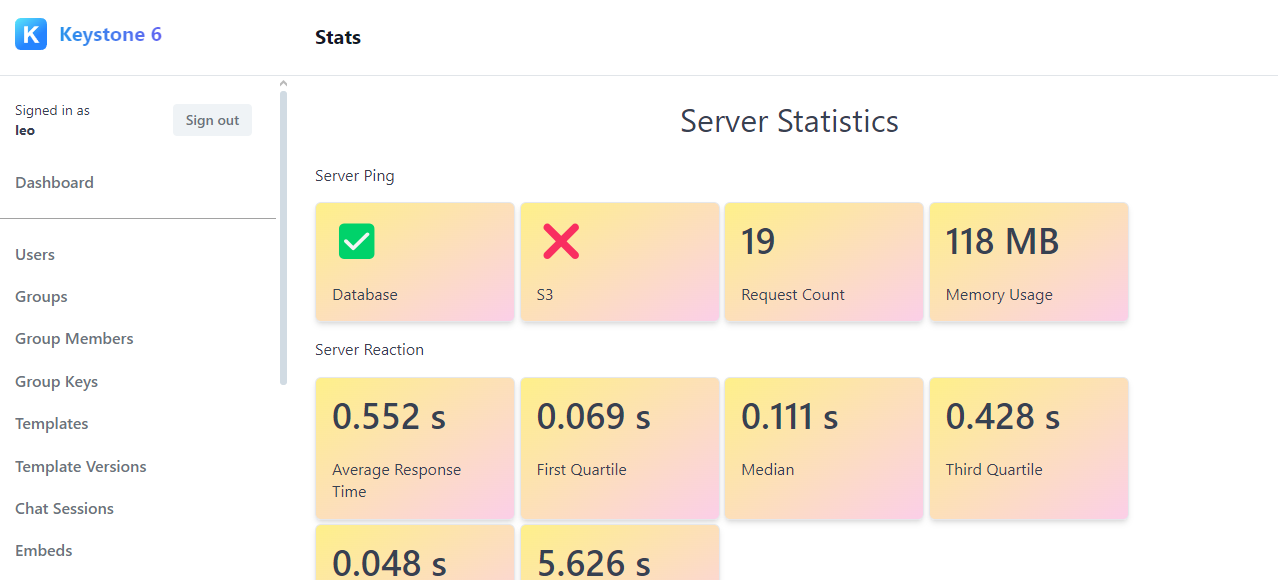 K Keystone 6
Stats
Signed in as
leo
Sign out
Dashboard
Users
Groups
Group Members
Group Keys
Templates
Template Versions
Chat Sessions
Embeds
Server Statistics
Server Ping
Database
S3
19
Request Count
118 MB
Memory Usage
Server Reaction
0.552 s
Average Response
Time
0.069 s
First Quartile
0.111 s
Median
0.428 s
Third Quartile
0.048 s
5.626 s